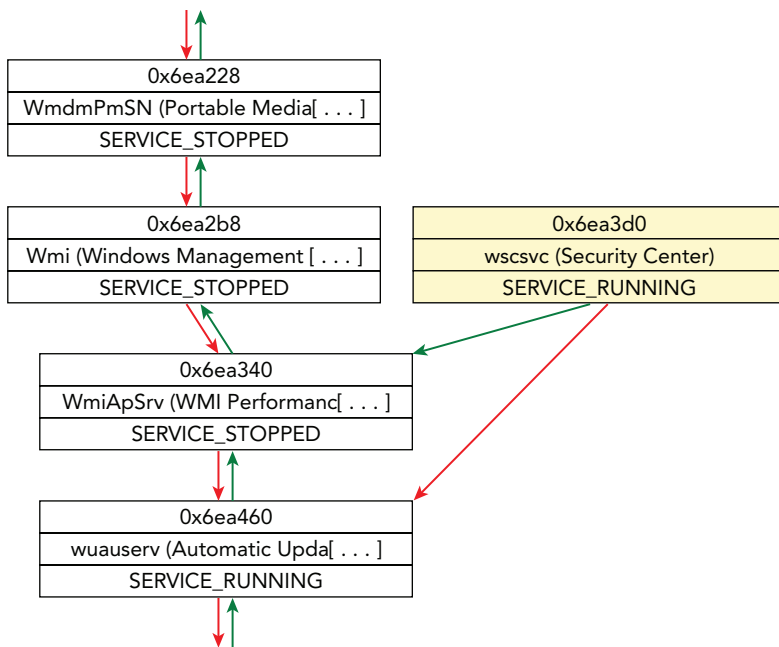 0x6ea228
WmdmPmSN (Portable Media[ . . . ]
SERVICE_STOPPED
0x6ea2b8
Wmi (Windows Management [ . . . ]
SERVICE_STOPPED
0x6ea3d0
wscsvc (Security Center)
SERVICE_RUNNING
0x6ea340
WmiApSrv (WMI Performanc[ . . . ]
SERVICE_STOPPED
0x6ea460
wuauserv (Automatic Upda[ . . . ]
SERVICE_RUNNING